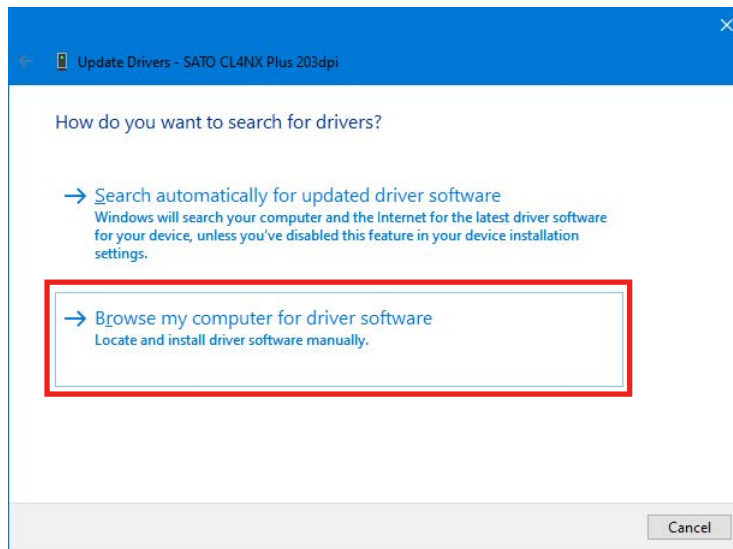 Update Drivers - SATO CL4NX Plus 203dpi
How do you want to search for drivers?
Search automatically for updated driver software
Windows will search your computer and the Internet for the latest driver software
for your device, unless you've disabled this feature in your device installation
settings.
Browse my computer for driver software
Locate and install driver software manually.
Cancel